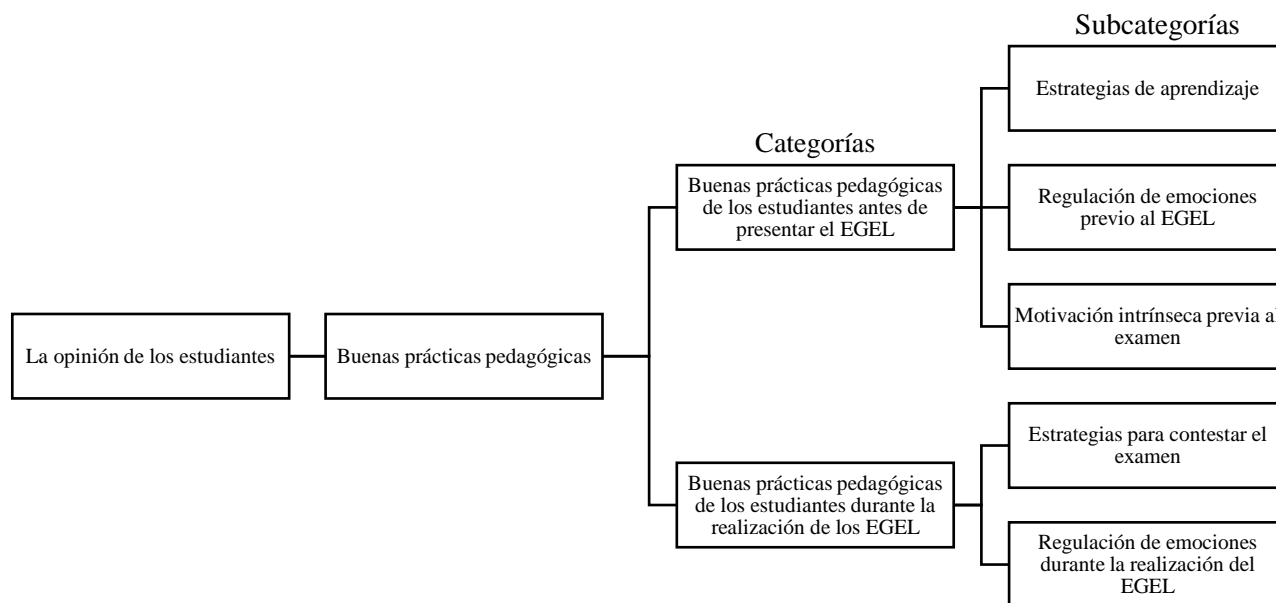 Subcategorías
Estrategias de aprendizaje
Categorías
Buenas prácticas pedagógicas
de los estudiantes antes de
presentar el EGEL
Regulación de emociones
previo al EGEL
Motivación intrínseca previa al
examen
La opinión de los estudiantes
Buenas prácticas pedagógicas
Estrategias para contestar el
examen
Buenas prácticas pedagógicas
de los estudiantes durante la
realización de los EGEL
Regulación de emociones
durante la realización del
EGEL